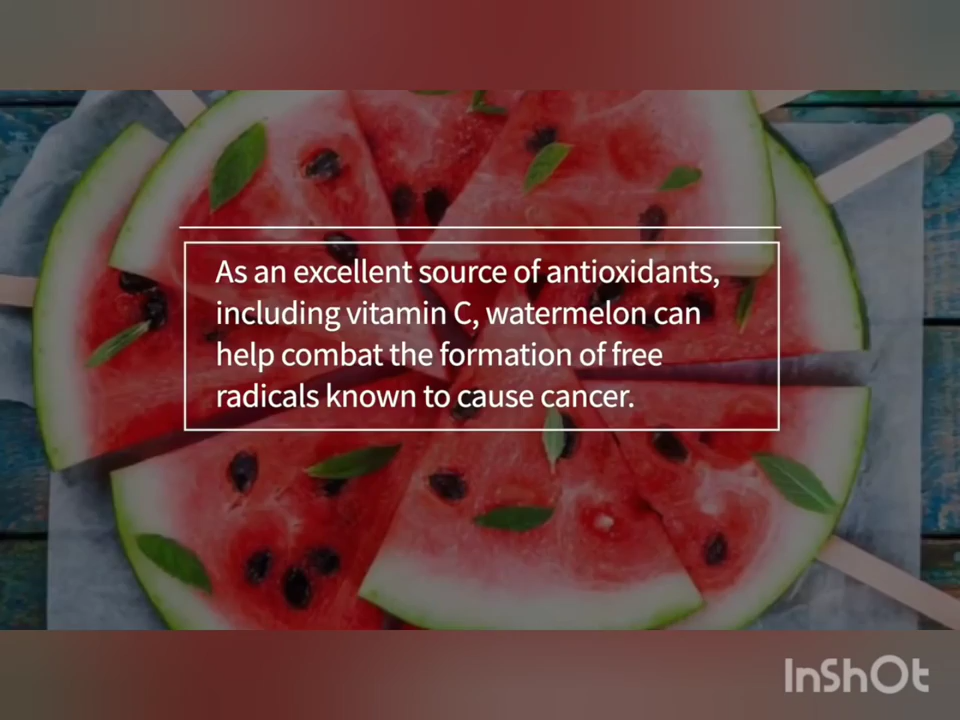 As an excellent source of antioxidants,
including vitamin C, watermelon can
help combat the formation of free
radicals known to cause cancer.
InShOt